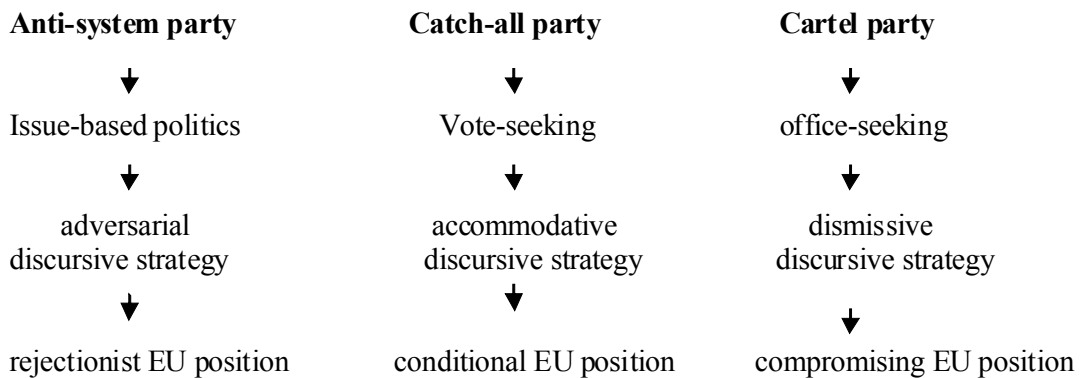 Anti-system party Catch-all party Cartel party
Issue-based politics Vote-seeking office-seeking
adversarial accommodative dismissive
discursive strategy discursive strategy discursive strategy
rejectionist EU position conditional EU position compromising EU position